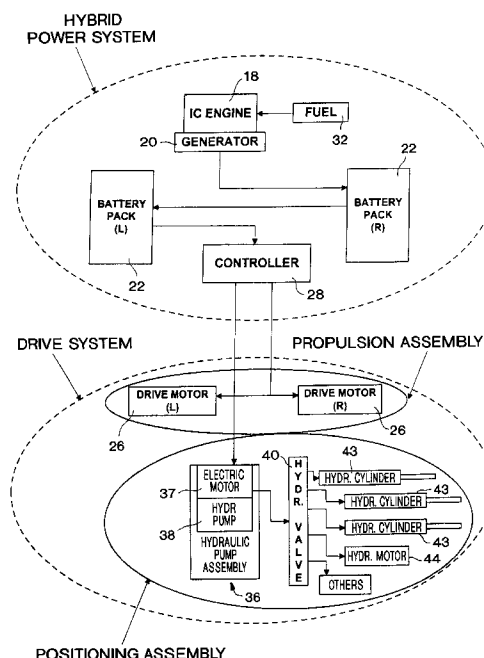 HYBRID
POWER SYSTEM
18
IC ENGINE
FUEL
32
20
GENERATOR
22
BATTERY
PACK
(L)
BATTERY
PACK
(R)
22
CONTROLLER
28
DRIVE SYSTEM
PROPULSION ASSEMBLY
DRIVE MOTOR
(L)
DRIVE MOTOR
(R)
26
26
40
43
37
ELECTRIC
MOTOR
38
HYDR
PUMP
HYDRAULIC
PUMP
ASSEMBLY
36
HYDR. VALVE
HYDR. CYLINDER
43
HYDR. CYLINDER
HYDR. CYLINDER
43
HYDR. MOTOR
44
OTHERS
POSITIONING ASSEMBLY